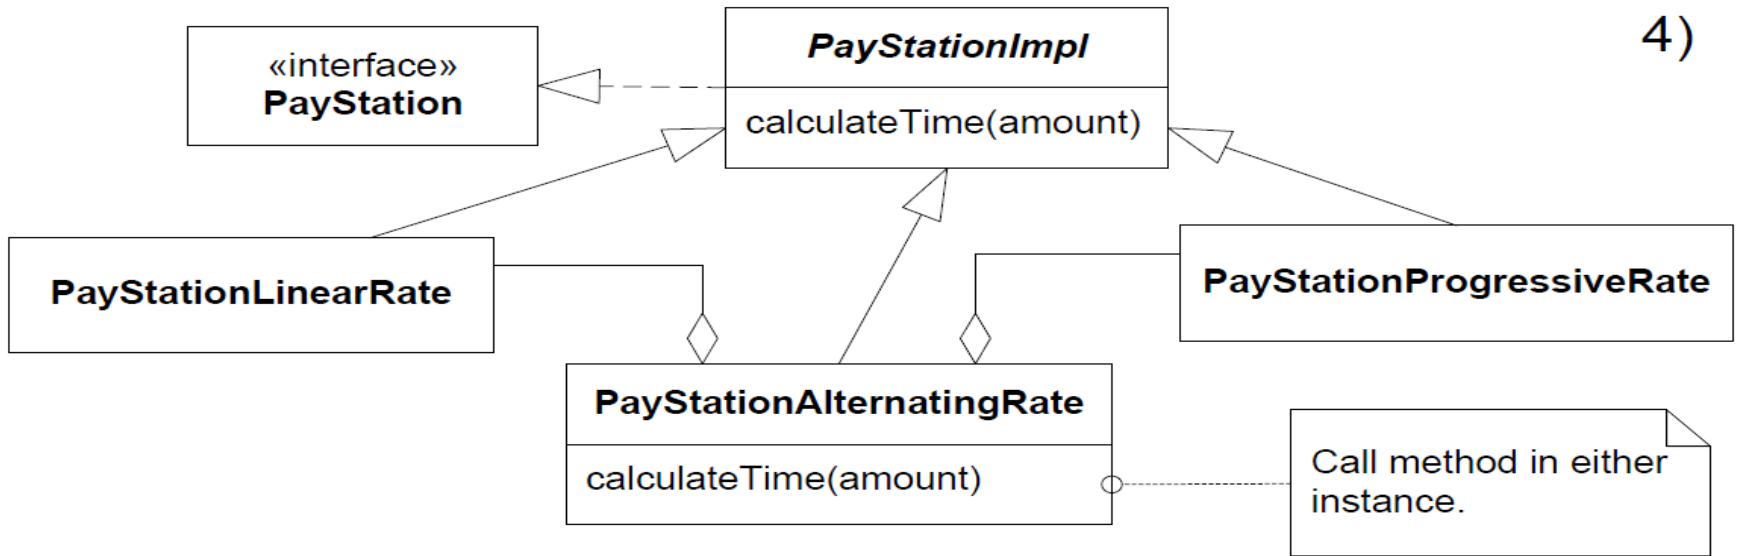 4)
«interface»
PayStation
PayStationImpl
calculateTime(amount)
PayStationLinearRate
PayStationProgressiveRate
PayStationAlternatingRate
calculateTime(amount)
Call method in either
instance.